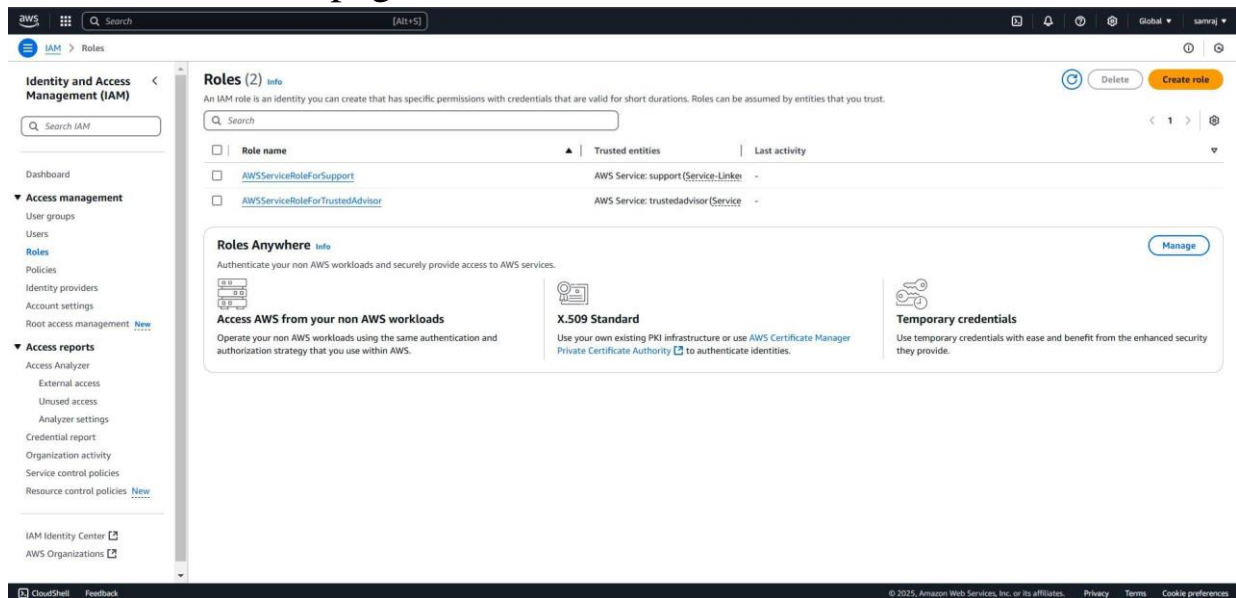 aws
Search
[Alt+S]
Global
samraj
IAM > Roles
Identity and Access
Management (IAM)
Search IAM
Dashboard
Access management
User groups
Users
Roles
Policies
Identity providers
Account settings
Root access management New
Access reports
Access Analyzer
External access
Unused access
Analyzer settings
Credential report
Organization activity
Service control policies
Resource control policies New
IAM Identity Center
AWS Organizations
Roles (2) Info
Delete
Create role
An IAM role is an identity you can create that has specific permissions with credentials that are valid for short durations. Roles can be assumed by entities that you trust.
Search
< 1 >
Role name
Trusted entities
Last activity
AWSServiceRoleForSupport
AWS Service: support (Service-Linke
-
AWSServiceRoleForTrustedAdvisor
AWS Service: trustedadvisor (Service
-
Roles Anywhere Info
Manage
Authenticate your non AWS workloads and securely provide access to AWS services.
Access AWS from your non AWS workloads
Operate your non AWS workloads using the same authentication and
authorization strategy that you use within AWS.
X.509 Standard
Use your own existing PKI infrastructure or use AWS Certificate Manager
Private Certificate Authority to authenticate identities.
Temporary credentials
Use temporary credentials with ease and benefit from the enhanced security
they provide.
CloudShell
Feedback
© 2025, Amazon Web Services, Inc. or its affiliates.
Privacy
Terms
Cookie preferences